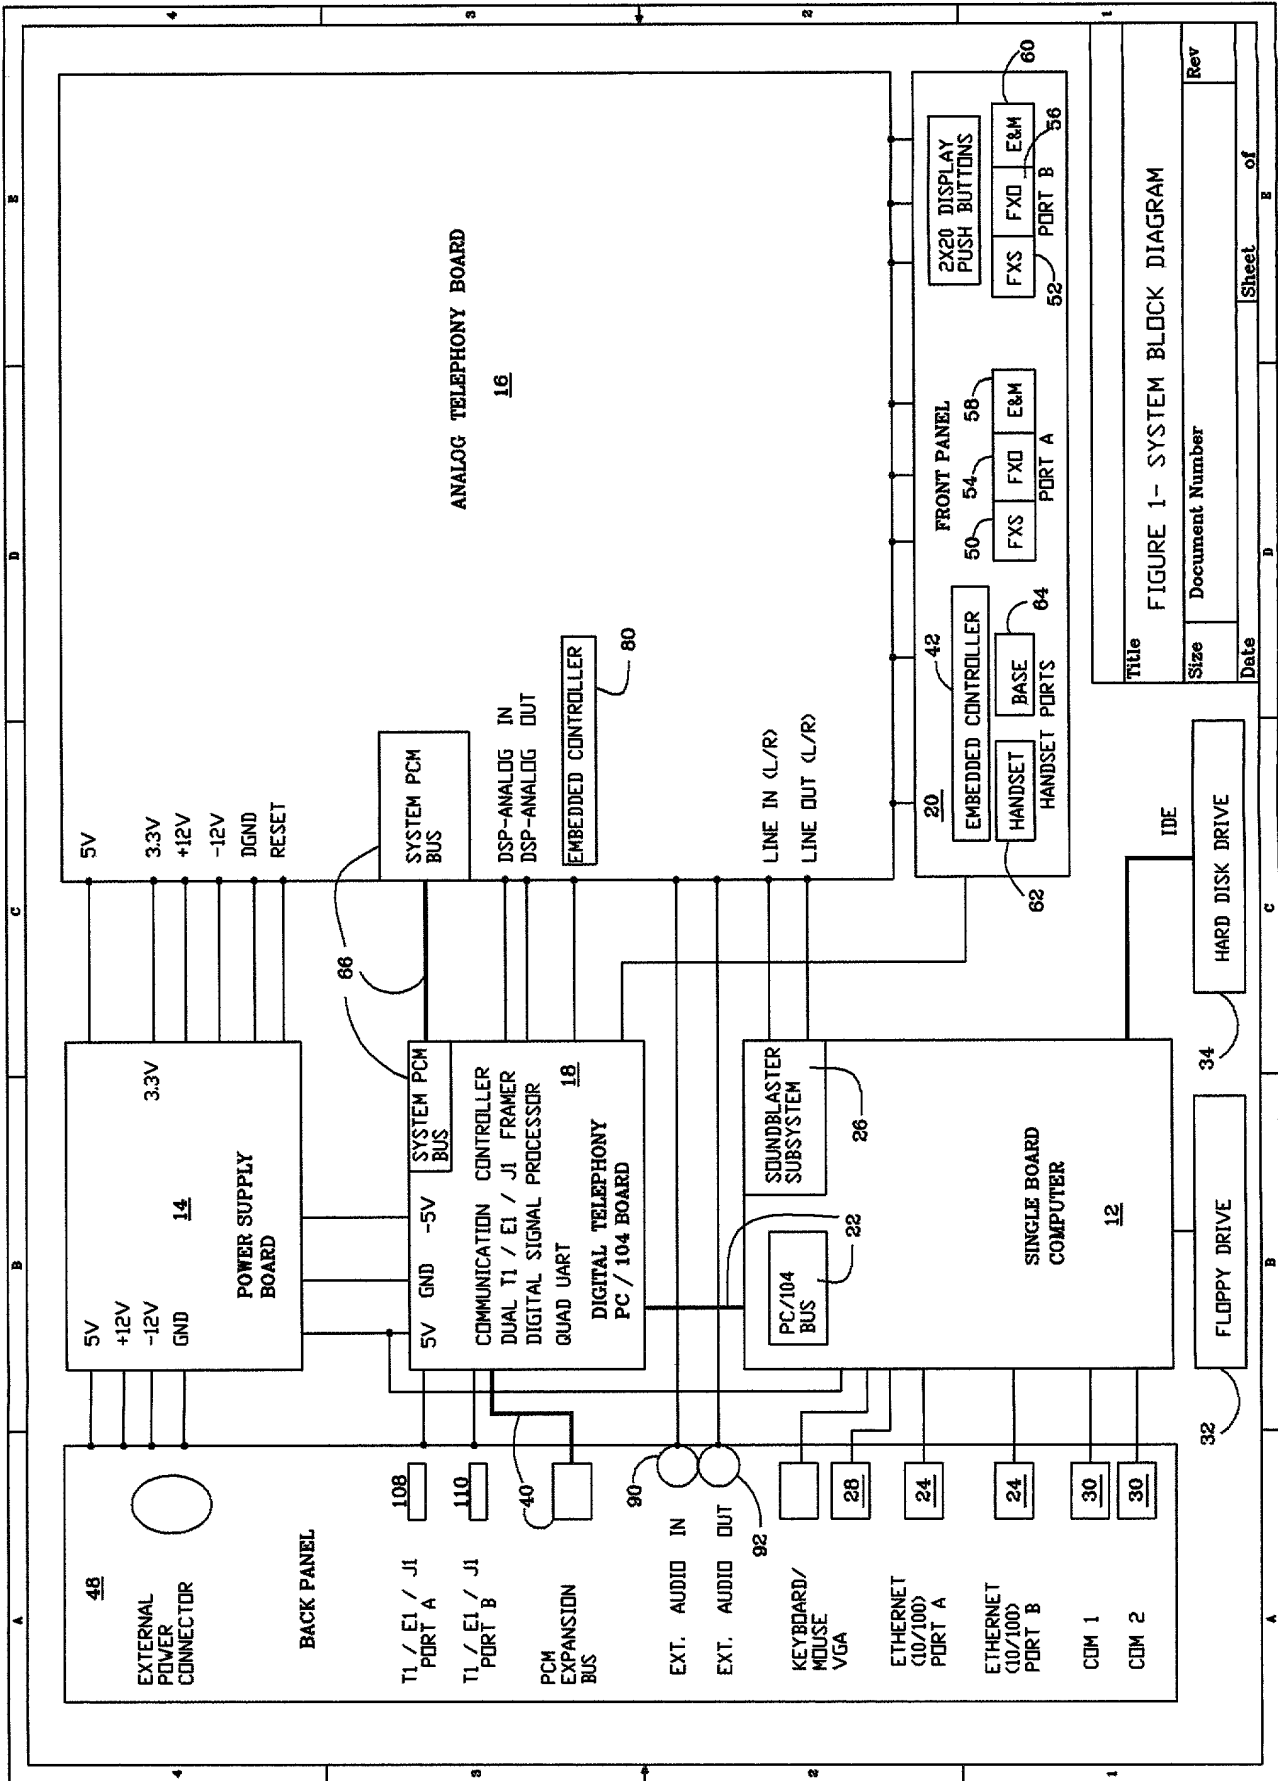 4
3
2
1
A
B
C
D
E
48
EXTERNAL
POWER
CONNECTOR
BACK PANEL
T1 / E1 / J1
PORT A
108
T1 / E1 / J1
PORT B
110
PCM
EXPANSION
BUS
40
EXT. AUDIO IN
90
EXT. AUDIO OUT
92
KEYBOARD/
MOUSE
VGA
28
ETHERNET
(10/100)
PORT A
24
ETHERNET
(10/100)
PORT B
24
COM 1
30
COM 2
30
5V
+12V
-12V
GND
14
POWER SUPPLY
BOARD
3.3V
5V
GND
-5V
SYSTEM PCM
BUS
COMMUNICATION CONTROLLER
DUAL T1 / E1 / J1 FRAMER
DIGITAL SIGNAL PROCESSOR
QUAD UART
18
DIGITAL TELEPHONY
PC / 104 BOARD
66
22
PC/104
BUS
SOUNDBLASTER
SUBSYSTEM
26
SINGLE BOARD
COMPUTER
12
FLOPPY DRIVE
32
HARD DISK DRIVE
34
IDE
5V
3.3V
+12V
-12V
DGND
RESET
SYSTEM PCM
BUS
DSP-ANALOG IN
DSP-ANALOG OUT
EMBEDDED CONTROLLER
80
LINE IN (L/R)
LINE OUT (L/R)
ANALOG TELEPHONY BOARD
16
20
EMBEDDED CONTROLLER
42
HANDSET
62
BASE
64
HANDSET PORTS
FRONT PANEL
50
54
58
FXS
FXO
E&M
PORT A
2X20 DISPLAY
PUSH BUTTONS
FXS
FXO
E&M
60
52
PORT B
56
Title
FIGURE 1- SYSTEM BLOCK DIAGRAM
Size
Document Number
Rev
Date
Sheet
of
A
B
C
D
E
4
3
2
1